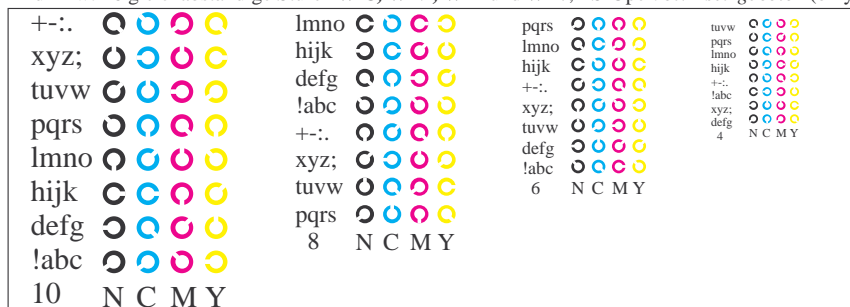 +-:.
xyz;
tuvw
pqrs
lmno
hijk
defg
!abc
10 N C M Y
lmno
hijk
defg
!abc
+-:.
xyz;
tuvw
pqrs
8 N C M Y
pqrs
lmno
hijk
+-:.
xyz;
tuvw
defg
!abc
6 N C M Y
tuvw
pqrs
lmno
hijk
+-:.
!abc
xyz;
defg
4 N C M Y